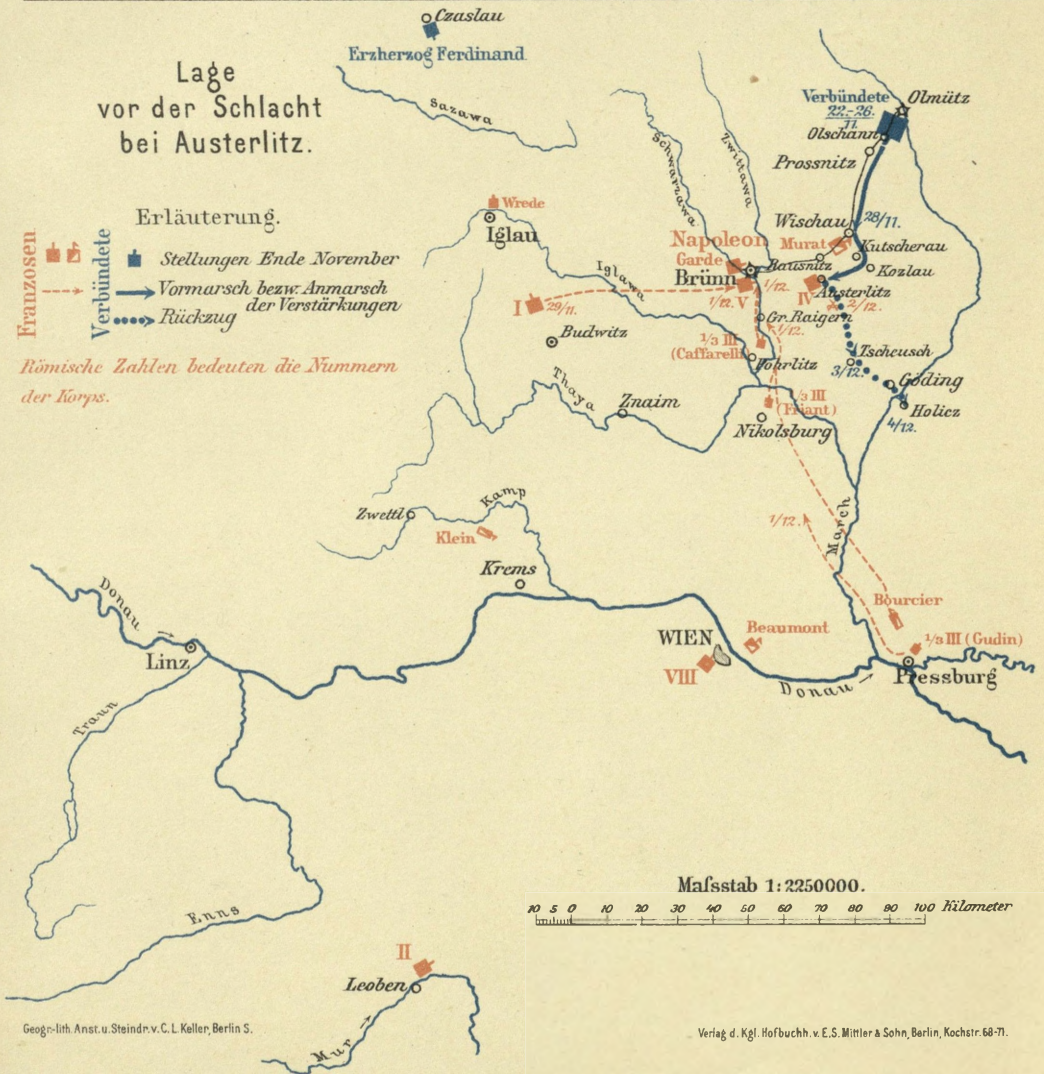 Czaslau
Erzherzog Ferdinand
Lage
vor der Schlacht
bei Austerlitz.
Sazawa
Verbündete
22.-26.
11.
Olmütz
Olschann
Prossnitz
Schwarzawa
Zwittawa
Wischau
28/11.
Erläuterung.
Franzosen
Verbündete
Stellungen Ende November
Vormarsch bezw. Anmarsch
der Verstärkungen
Rückzug
Römische Zahlen bedeuten die Nummern
der Korps.
Wrede
Iglau
Iglawa
Napoleon
Garde
Brünn
Murat
Kutscherau
Rausnitz
Kozlau
I
29/11.
1/12.
V
1/12.
IV
Austerlitz
2/12.
Gr. Raigern
1/12.
Budwitz
1/3 III
(Caffarelli)
Pohrlitz
Tscheusch
3/12.
Göding
Holicz
4/12.
Thaya
Znaim
1/3 III
(Friant)
Nikolsburg
Zwettl
Kamp
Klein
1/12.
March
Krems
Donau
Linz
WIEN
VIII
Beaumont
Bourcier
1/3 III (Gudin)
Pressburg
Donau
Traun
Enns
Maſsstab 1:2250000.
10 5 0 10 20 30 40 50 60 70 80 90 100 Kilometer
II
Leoben
Mur
Geogr.-lith. Anst. u. Steindr. v. C. L. Keller, Berlin S.
Verlag d. Kgl. Hofbuchh. v. E. S. Mittler & Sohn, Berlin, Kochstr. 68-71.